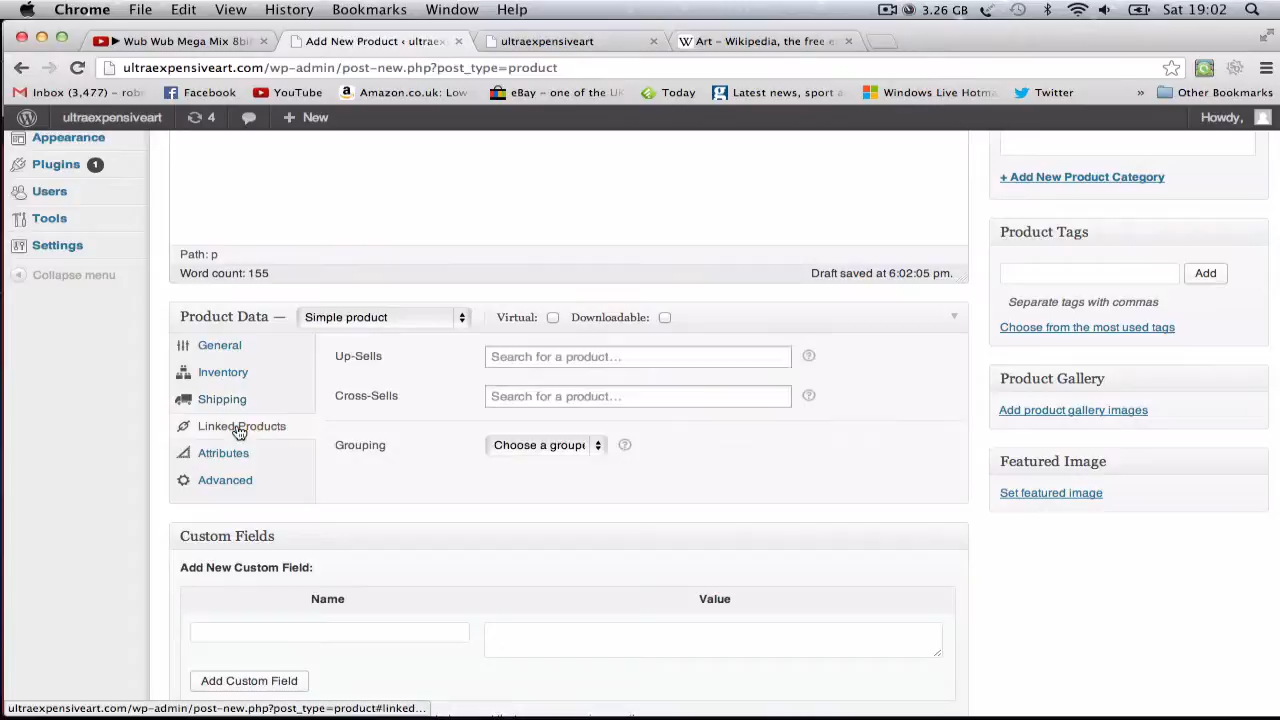 Chrome File Edit View History Bookmarks Window Help 3.26 GB Sat 19:02
▶ Wub Wub Mega Mix 8bi Add New Product ‹ ultraex ultraexpensiveart Art – Wikipedia, the free e
ultraexpensiveart.com/wp-admin/post-new.php?post_type=product
Inbox (3,477) – rob Facebook YouTube Amazon.co.uk: Low eBay – one of the UK Today Latest news, sport a Windows Live Hotma Twitter » Other Bookmarks
ultraexpensiveart 4 + New Howdy,
Appearance
Plugins 1
Users
Tools
Settings
Collapse menu
Path: p
Word count: 155 Draft saved at 6:02:05 pm.
Product Data — Simple product Virtual: Downloadable:
General
Inventory
Shipping
Linked Products
Attributes
Advanced
Up-Sells Search for a product…
Cross-Sells Search for a product…
Grouping Choose a groupe
Custom Fields
Add New Custom Field:
Name Value
Add Custom Field
+ Add New Product Category
Product Tags
Add
Separate tags with commas
Choose from the most used tags
Product Gallery
Add product gallery images
Featured Image
Set featured image
ultraexpensiveart.com/wp-admin/post-new.php?post_type=product#linked...